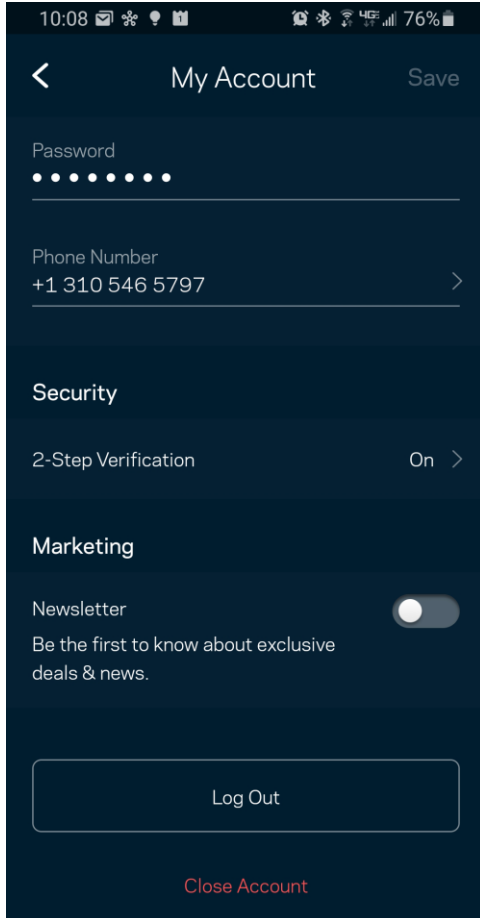 10:08 4GE 76%
My Account Save
Password
••••••••
Phone Number
+1 310 546 5797
Security
2-Step Verification On
Marketing
Newsletter
Be the first to know about exclusive
deals & news.
Log Out
Close Account